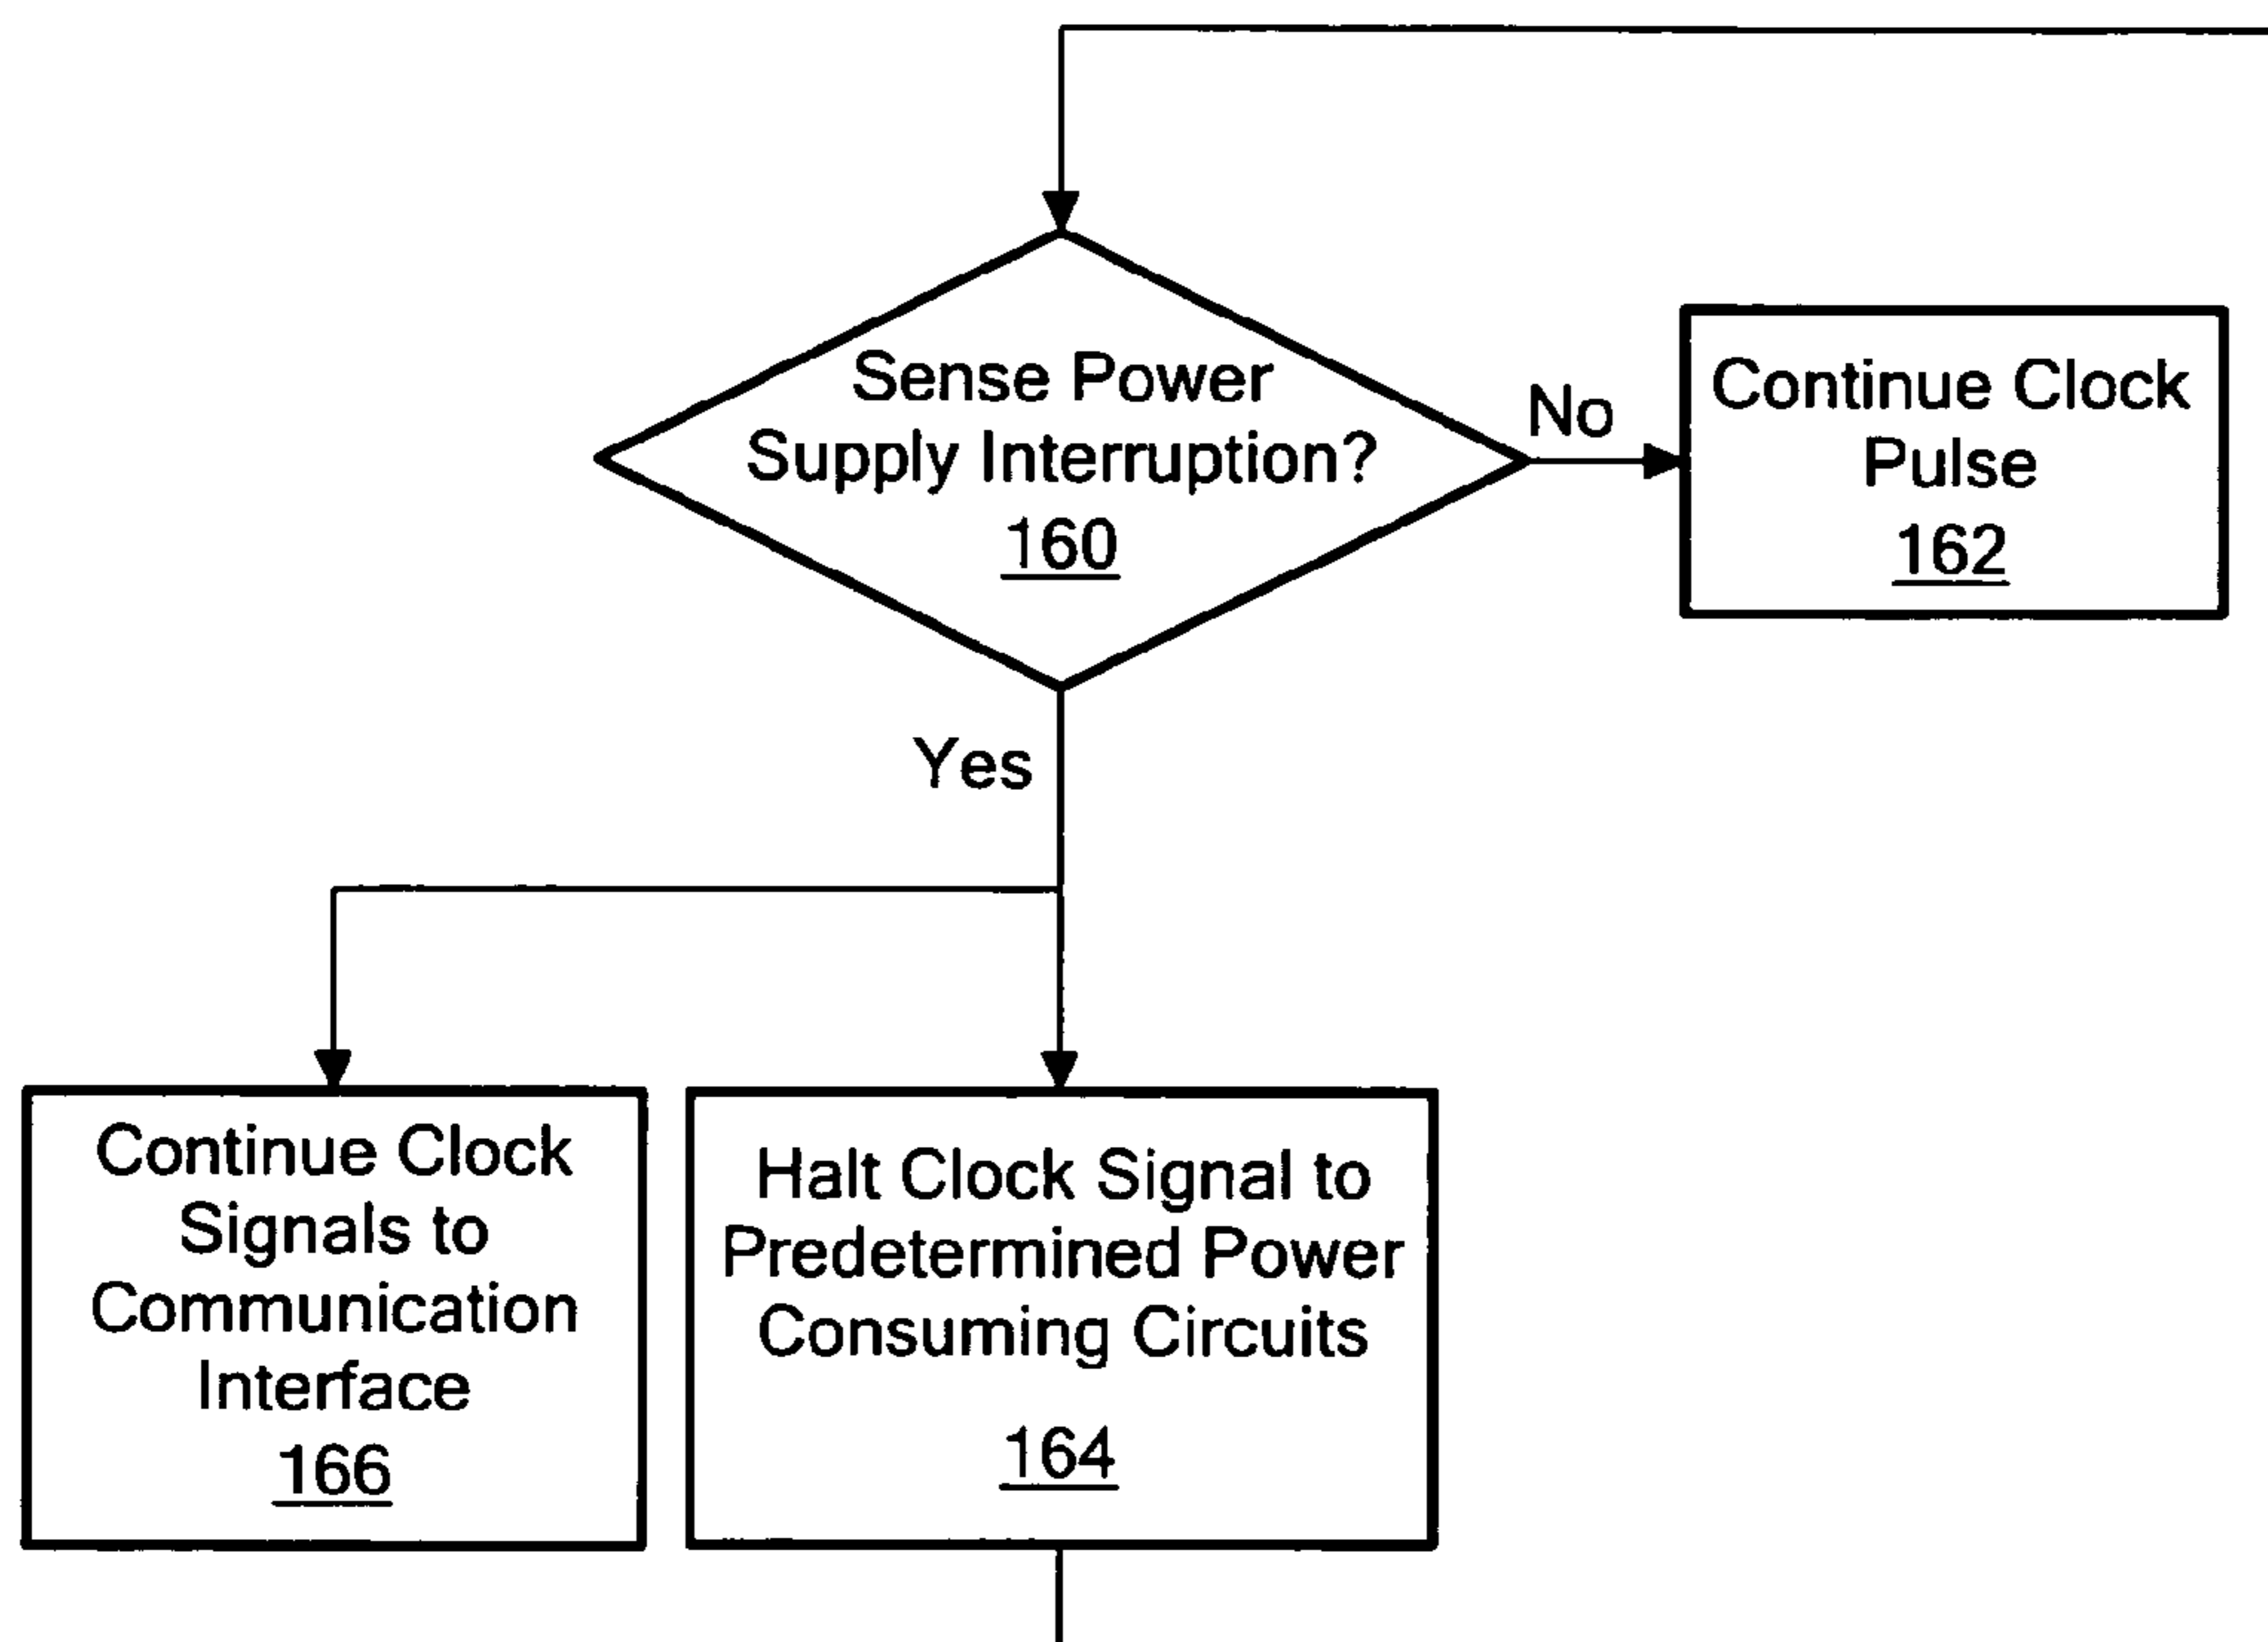 Sense Power
Supply Interruption?
160
No
Continue Clock
Pulse
162
Yes
Continue Clock
Signals to
Communication
Interface
166
Halt Clock Signal to
Predetermined Power
Consuming Circuits
164